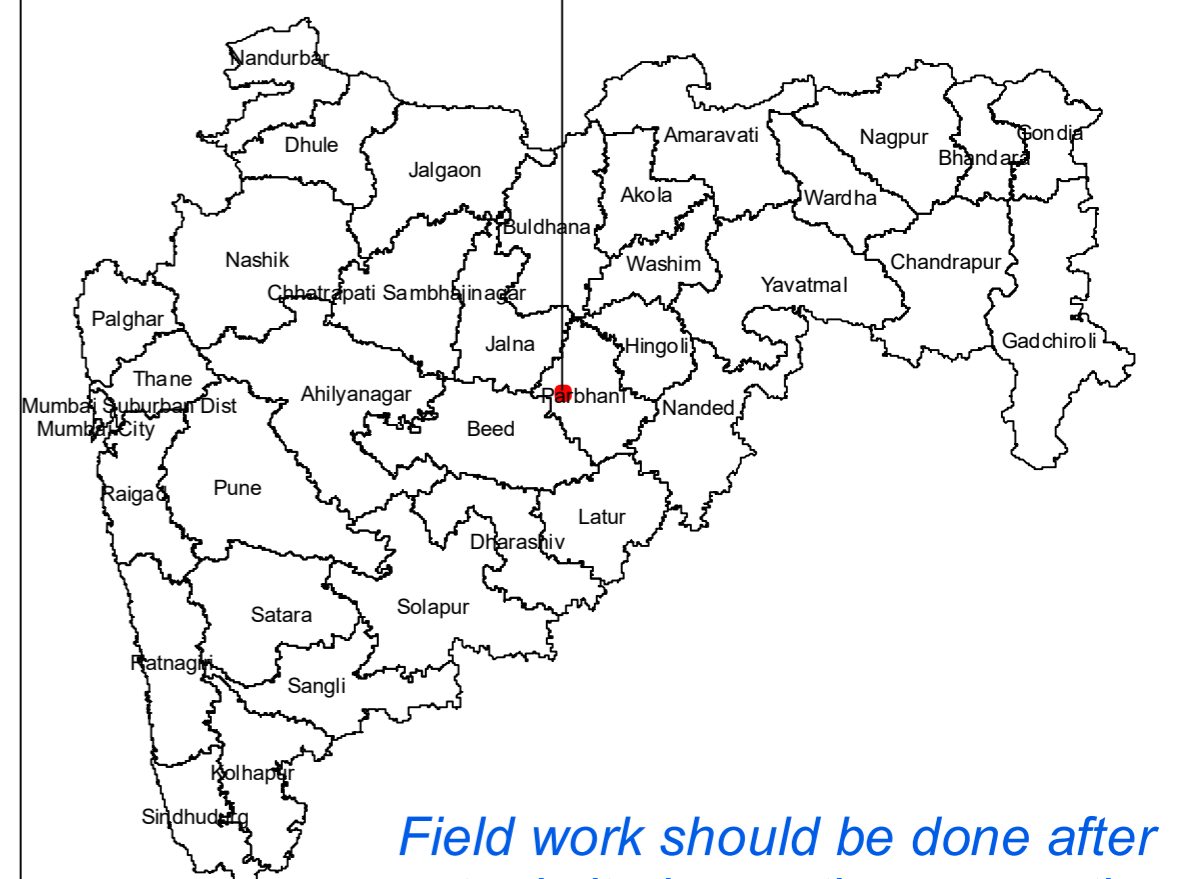 Nandurbar
Dhule
Jalgaon
Amaravati
Nagpur
Gondia
Bhandara
Akola
Wardha
Buldhana
Nashik
Washim
Chandrapur
Yavatmal
Chhatrapati Sambhajinagar
Palghar
Jalna
Hingoli
Gadchiroli
Thane
Ahilyanagar
Parbhani
Nanded
Mumbai Suburban Dist
Mumbai City
Beed
Raigad
Pune
Latur
Dharashiv
Satara
Solapur
Ratnagiri
Sangli
Kolhapur
Sindhudurg
Field work should be done after